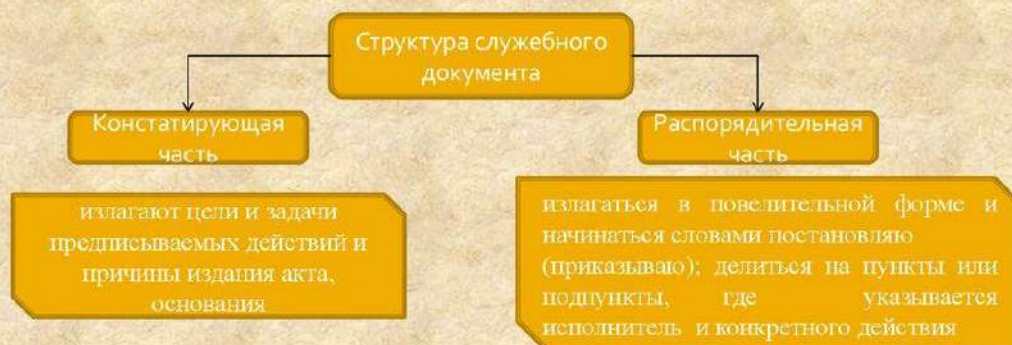 Структура служебного
документа
Констатирующая
часть
Распорядительная
часть
излагают цели и задачи
предписываемых действий и
причины издания акта,
основания
излагаться в повелительной форме и
начинаться словами постановляю
(приказываю); делиться на пункты или
подпункты, где указывается
исполнитель и конкретного действия